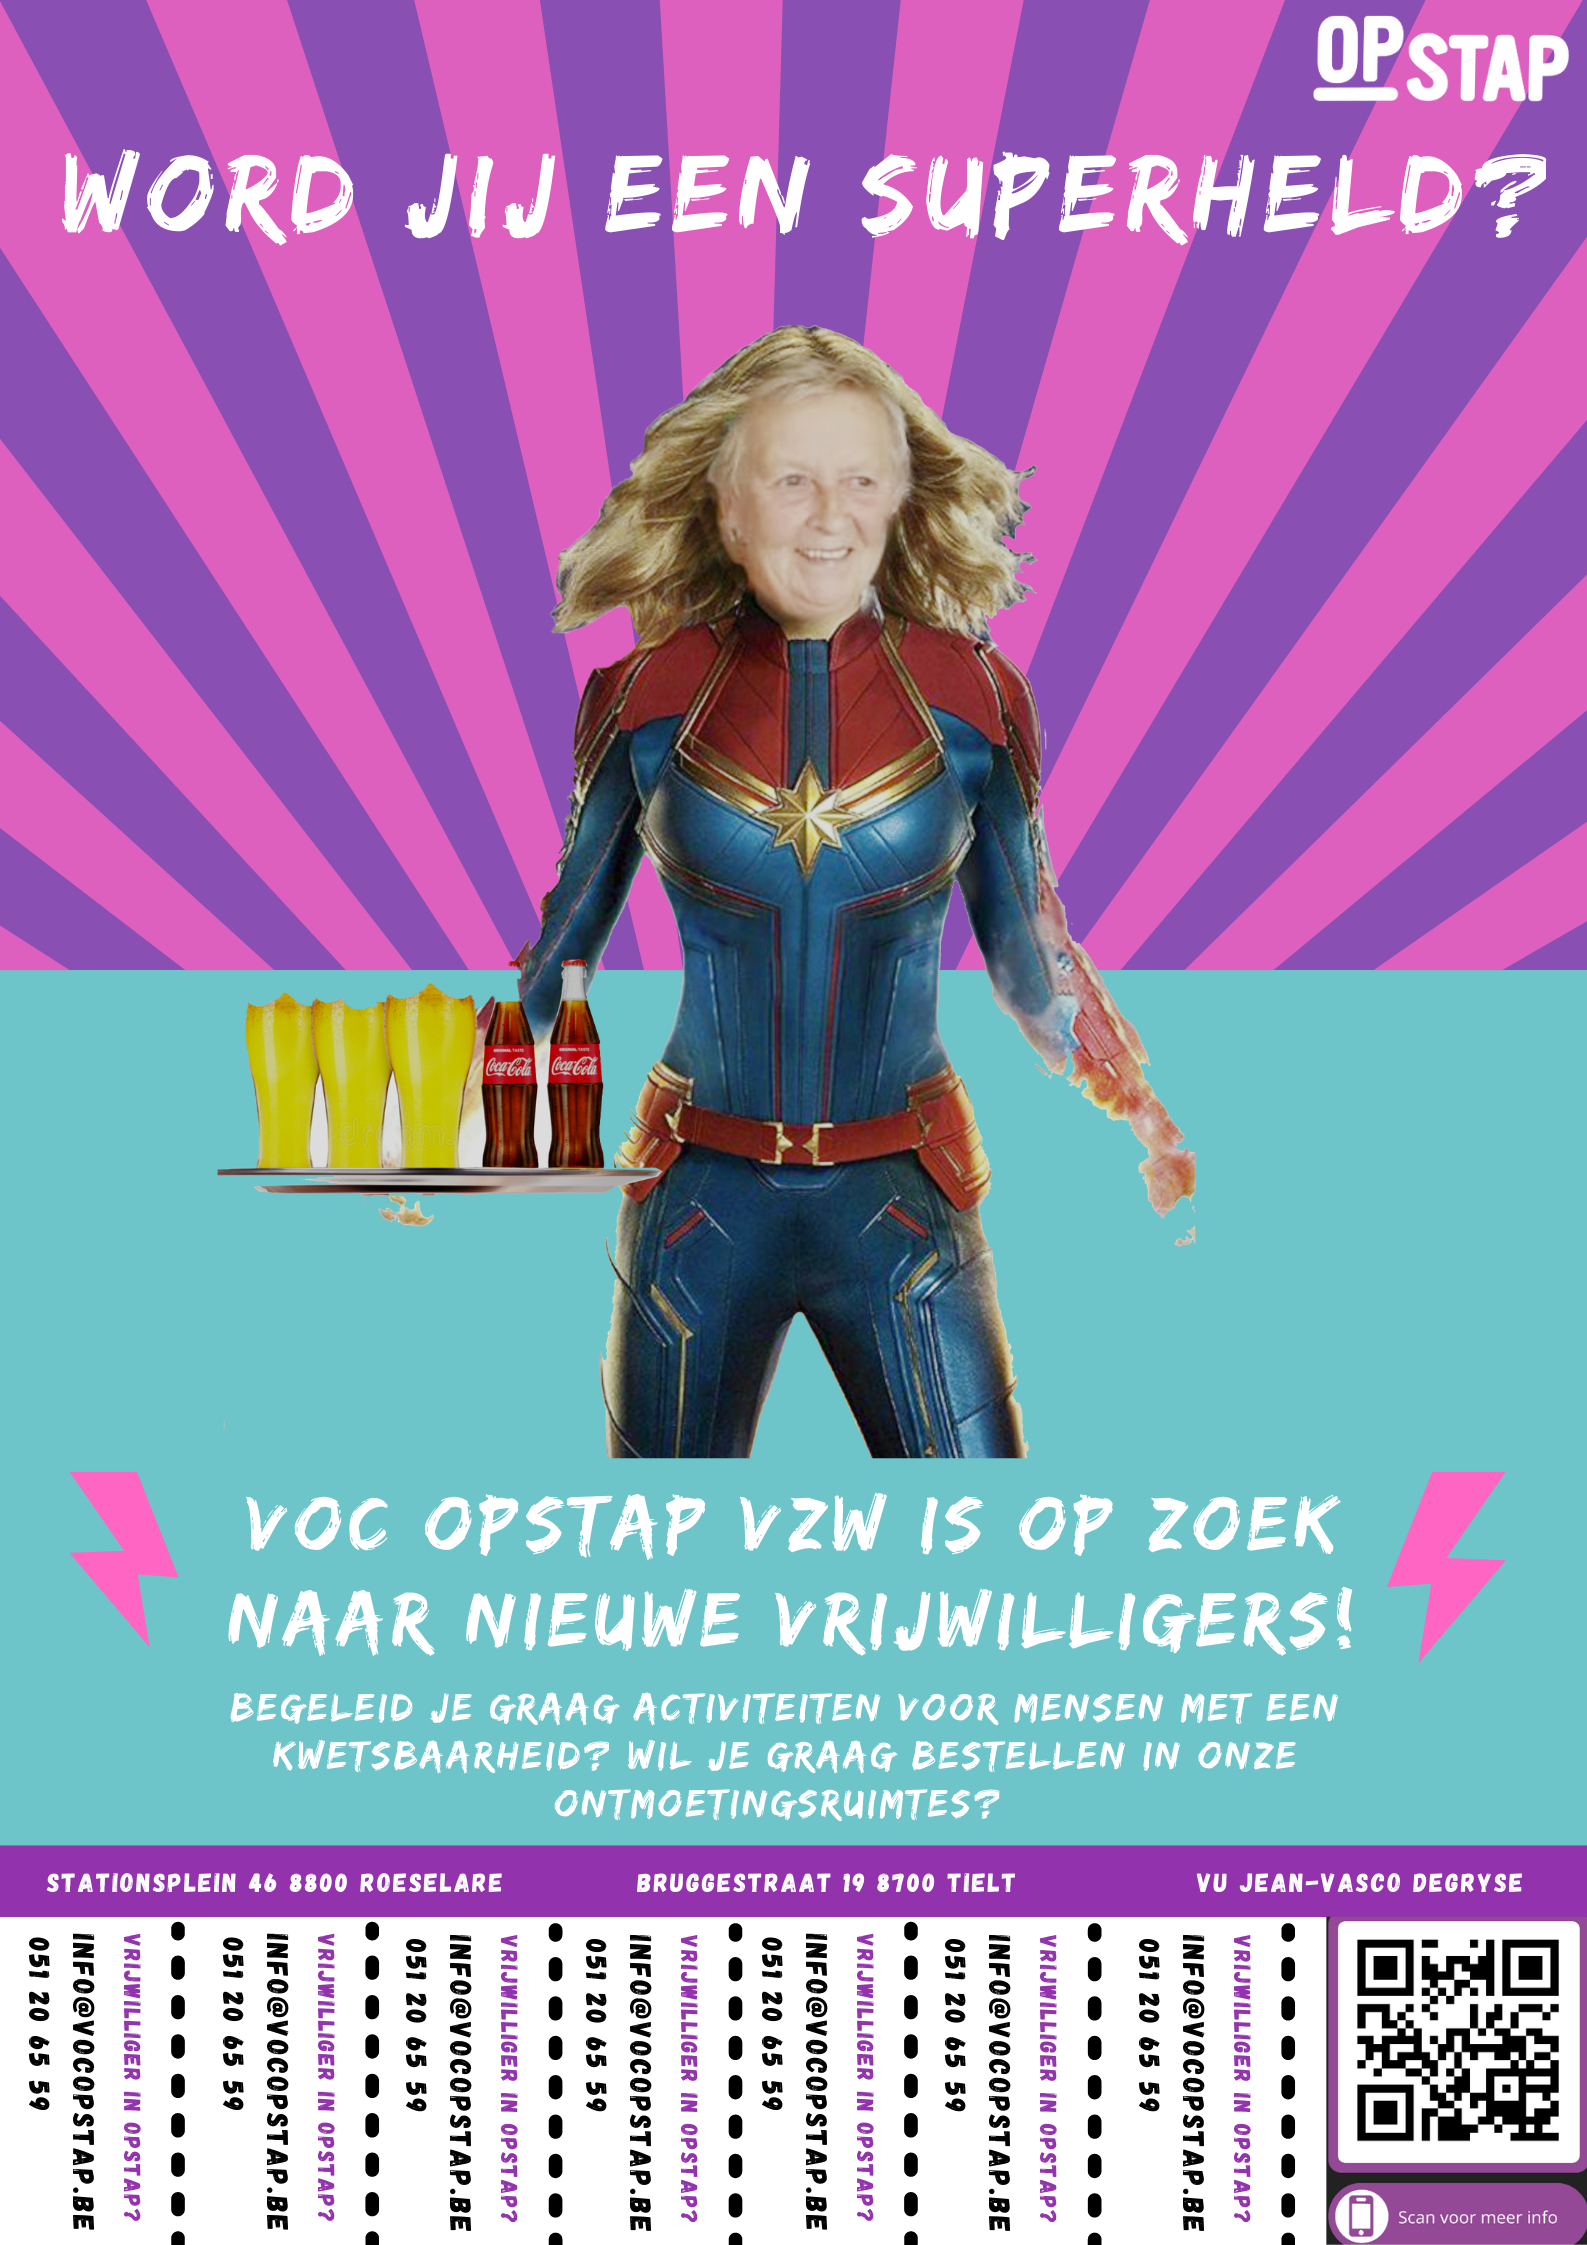 OPSTAP
WORD JIJ EEN SUPERHELD?
ORIGINAL TASTE
Coca-Cola
ORIGINAL TASTE
Coca-Cola
VOC OPSTAP VZW IS OP ZOEK
NAAR NIEUWE VRIJWILLIGERS!
BEGELEID JE GRAAG ACTIVITEITEN VOOR MENSEN MET EEN
KWETSBAARHEID? WIL JE GRAAG BESTELLEN IN ONZE
ONTMOETINGSRUIMTES?
STATIONSPLEIN 46 8800 ROESELARE
BRUGGESTRAAT 19 8700 TIELT
VU JEAN-VASCO DEGRYSE
VRIJWILLIGER IN OPSTAP?
INFO@VOCOPSTAP.BE
051 20 65 59
VRIJWILLIGER IN OPSTAP?
INFO@VOCOPSTAP.BE
051 20 65 59
VRIJWILLIGER IN OPSTAP?
INFO@VOCOPSTAP.BE
051 20 65 59
VRIJWILLIGER IN OPSTAP?
INFO@VOCOPSTAP.BE
051 20 65 59
VRIJWILLIGER IN OPSTAP?
INFO@VOCOPSTAP.BE
051 20 65 59
VRIJWILLIGER IN OPSTAP?
INFO@VOCOPSTAP.BE
051 20 65 59
VRIJWILLIGER IN OPSTAP?
INFO@VOCOPSTAP.BE
051 20 65 59
Scan voor meer info